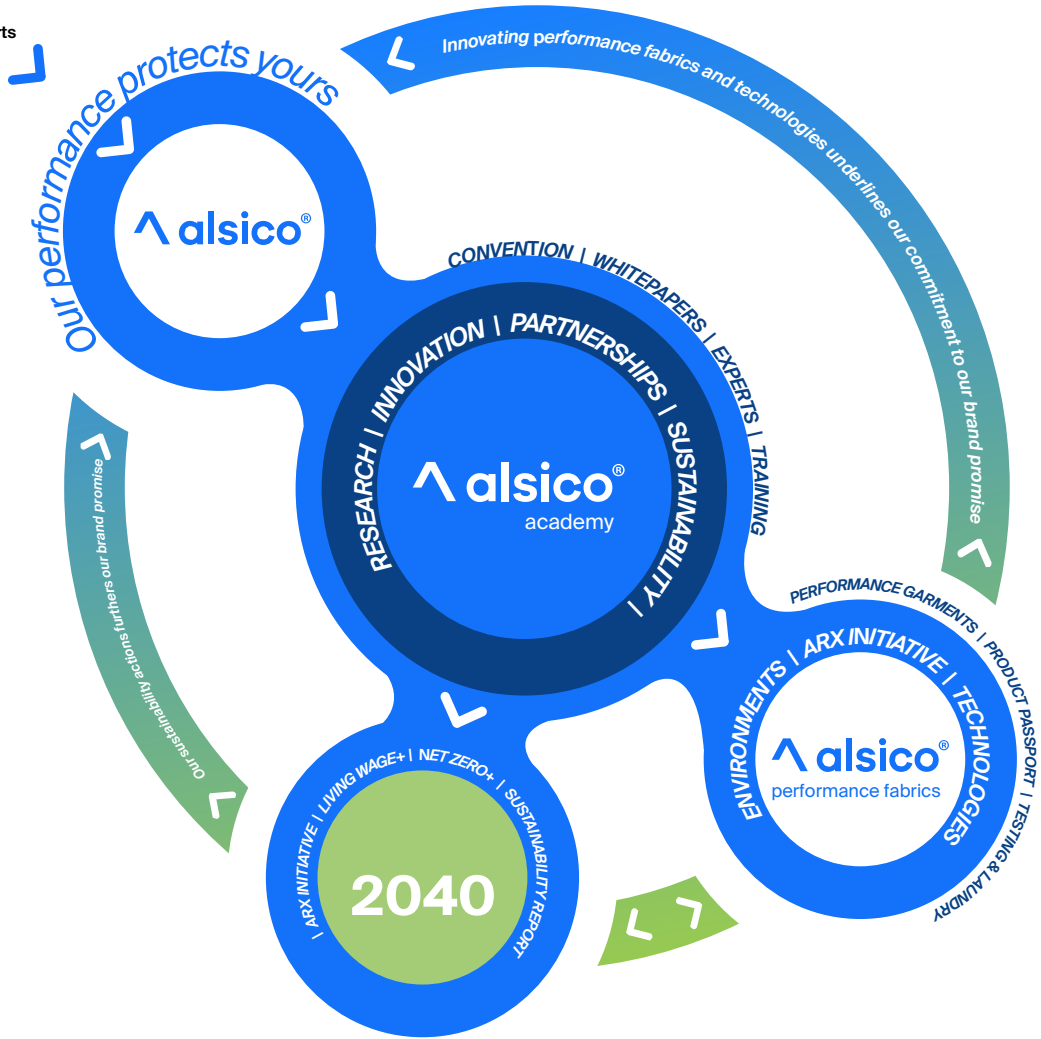 rts
Our performance protects yours
alsico®
Innovating performance fabrics and technologies underlines our commitment to our brand promise
CONVENTION | WHITEPAPERS | EXPERTS | TRAINING
RESEARCH | INNOVATION | PARTNERSHIPS | SUSTAINABILITY |
alsico®
academy
Our sustainability actions furthers our brand promise
PERFORMANCE GARMENTS | PRODUCT PASSPORT | TESTING & LAUNDRY
ENVIRONMENTS | ARX INITIATIVE | TECHNOLOGIES
alsico®
performance fabrics
| ARX INITIATIVE | LIVING WAGE+ | NET ZERO+ | SUSTAINABILITY REPORT
2040